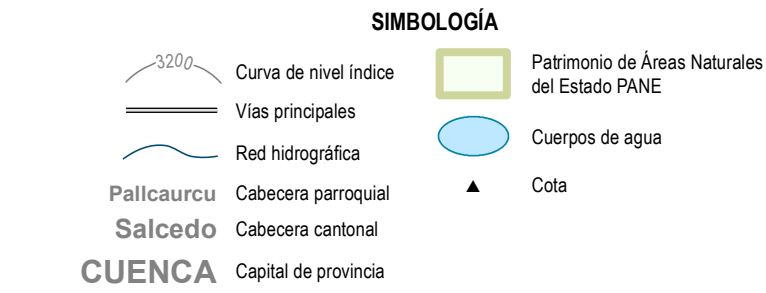 SIMBOLOGÍA
3200
Curva de nivel índice
Vías principales
Red hidrográfica
Pallcaurcu Cabecera parroquial
Salcedo Cabecera cantonal
CUENCA Capital de provincia
Patrimonio de Áreas Naturales
del Estado PANE
Cuerpos de agua
Cota